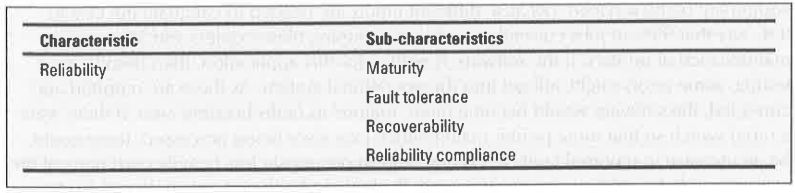 Characteristic Sub-characteristics
Reliability Maturity
Fault tolerance
Recoverability
Reliability compliance